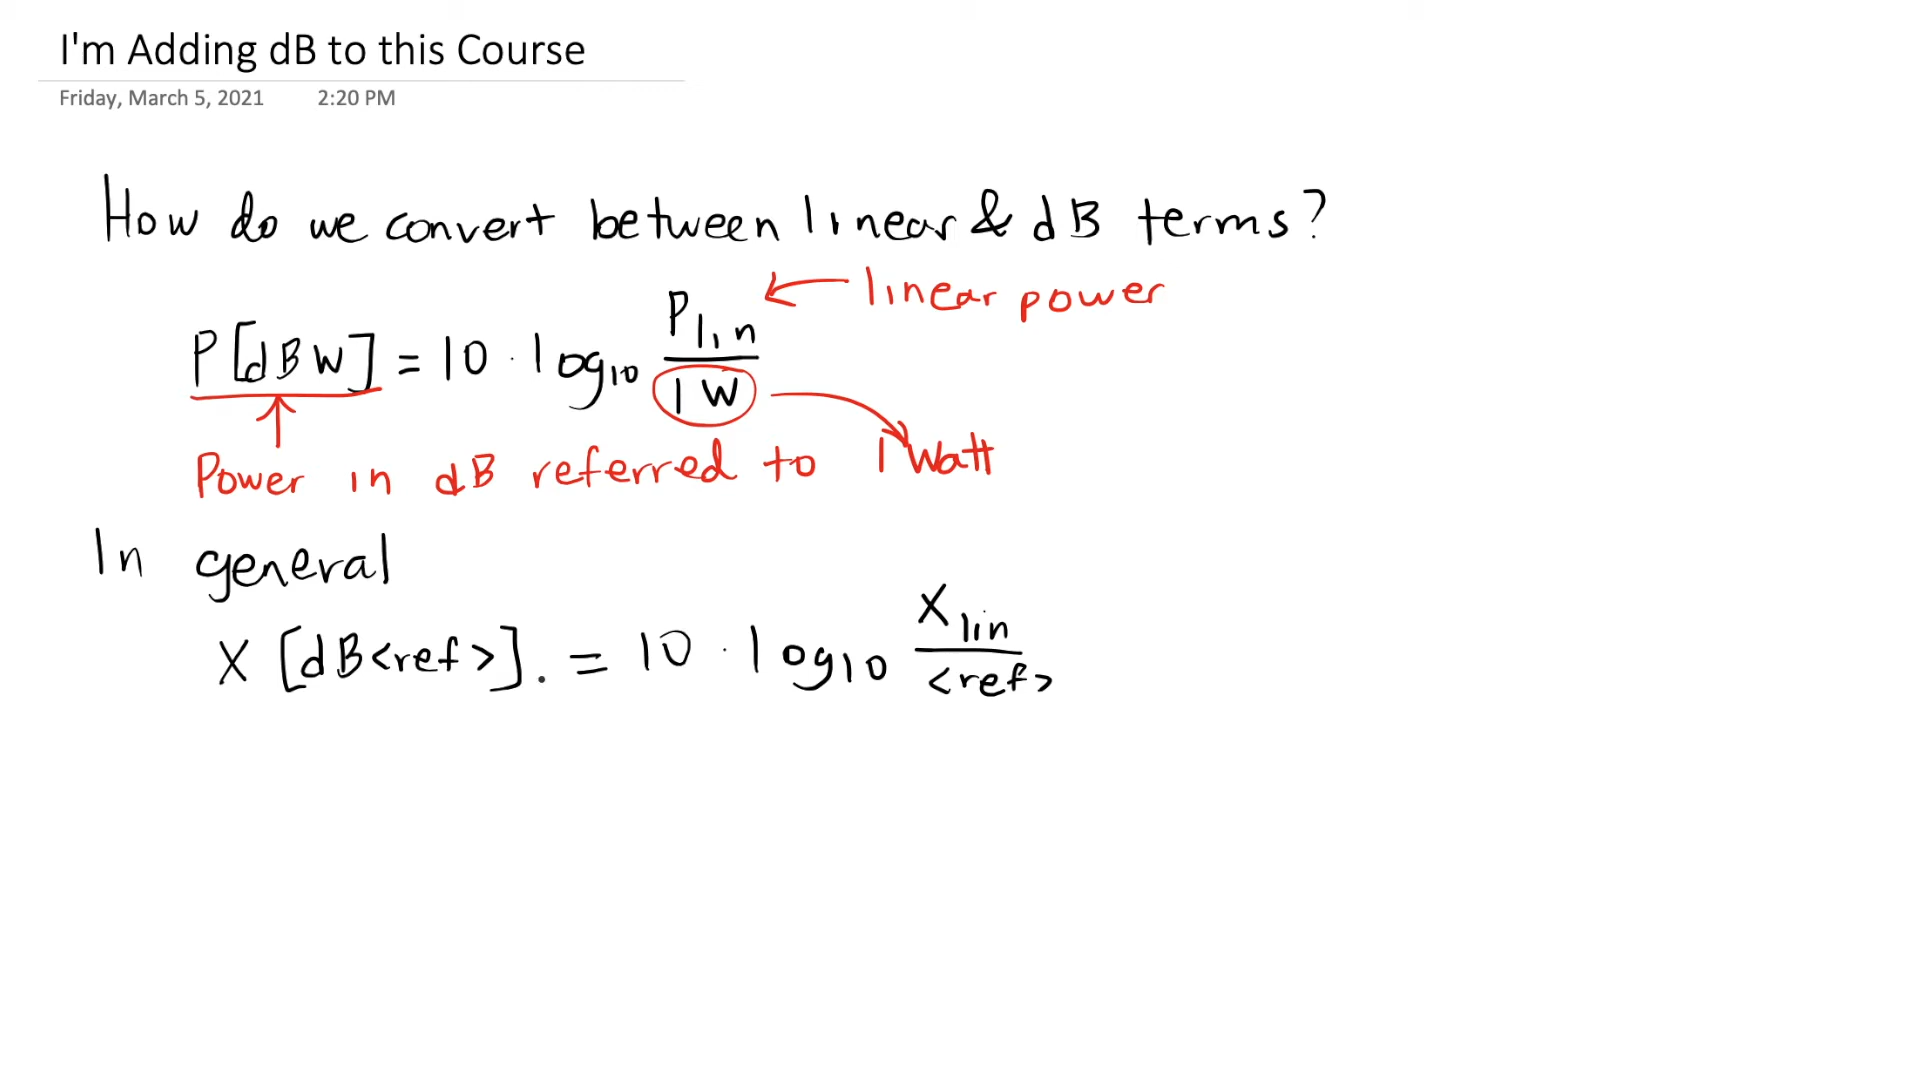 I'm Adding dB to this Course
Friday, March 5, 2021 2:20 PM
How do we convert between linear & dB terms?
P[dBW] = 10 · log10 Plin / 1 W
← linear power
Power in dB referred to 1 Watt
In general
X [dB<ref>]. = 10 · log10 Xlin / <ref>